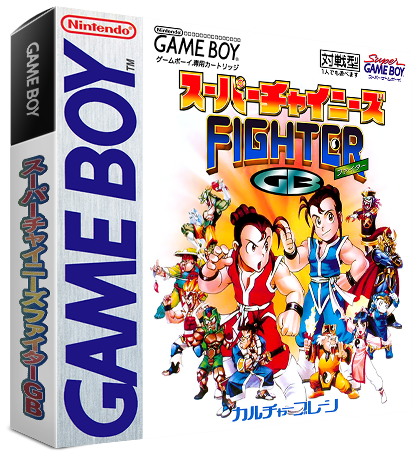 Nintendo
GAME BOY
GAME BOY™
スーパーチャイニーズファイターGB
Nintendo
GAME BOY
ゲームボーイ専用カートリッジ
対戦型
1人でも遊べます
Super
GAME BOY
スーパーゲームボーイ
スーパーチャイニーズ
FIGHTER
ファイター
GB
カルチャーブレーン